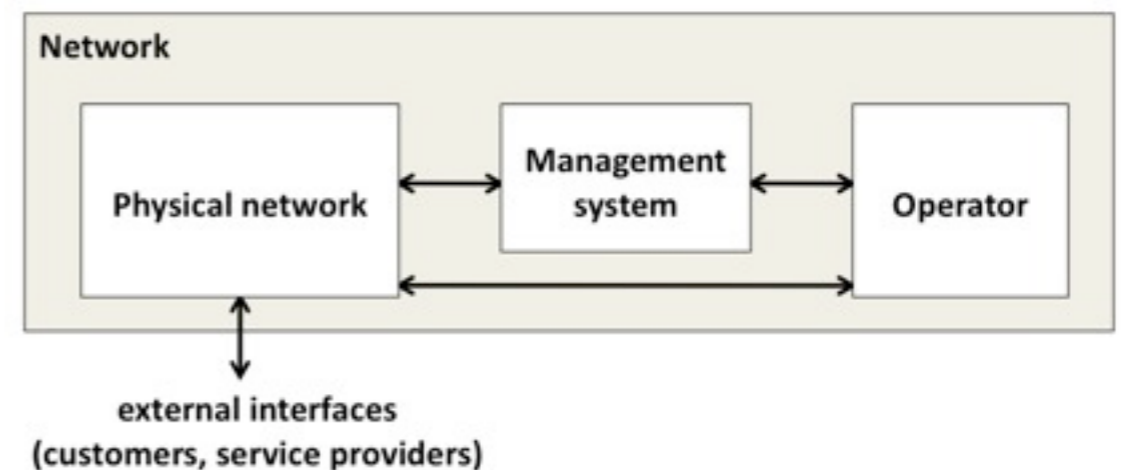 Network
Physical network
Management
system
Operator
external interfaces
(customers, service providers)